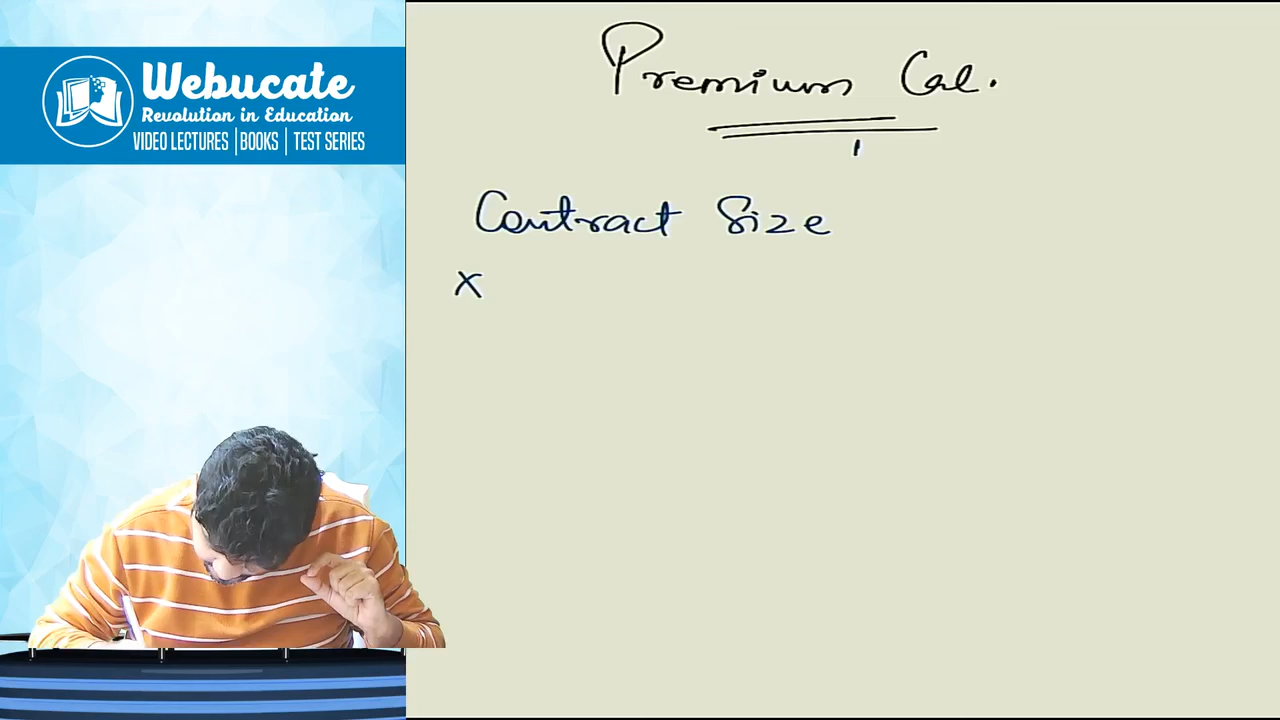 Webucate
Revolution in Education
VIDEO LECTURES | BOOKS | TEST SERIES
Premium Cal.
Contract Size
×